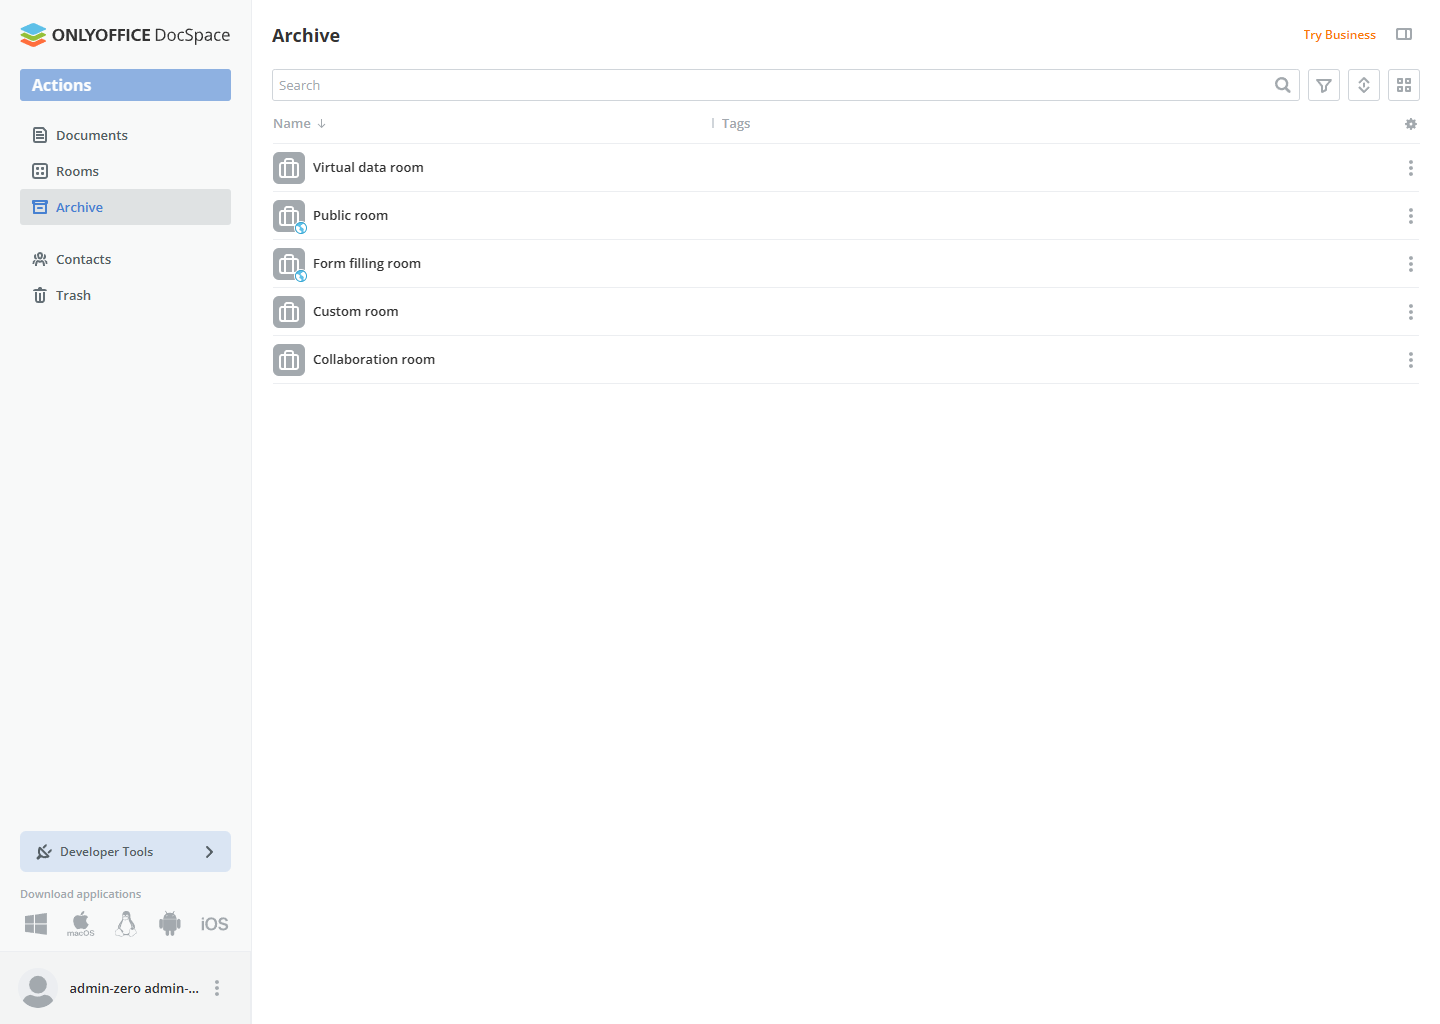 ONLYOFFICE DocSpace
Actions
Documents
Rooms
Archive
Contacts
Trash
Developer Tools
Download applications
macOS
iOS
admin-zero admin-...
Archive
Try Business
Search
Name
Tags
Virtual data room
Public room
Form filling room
Custom room
Collaboration room